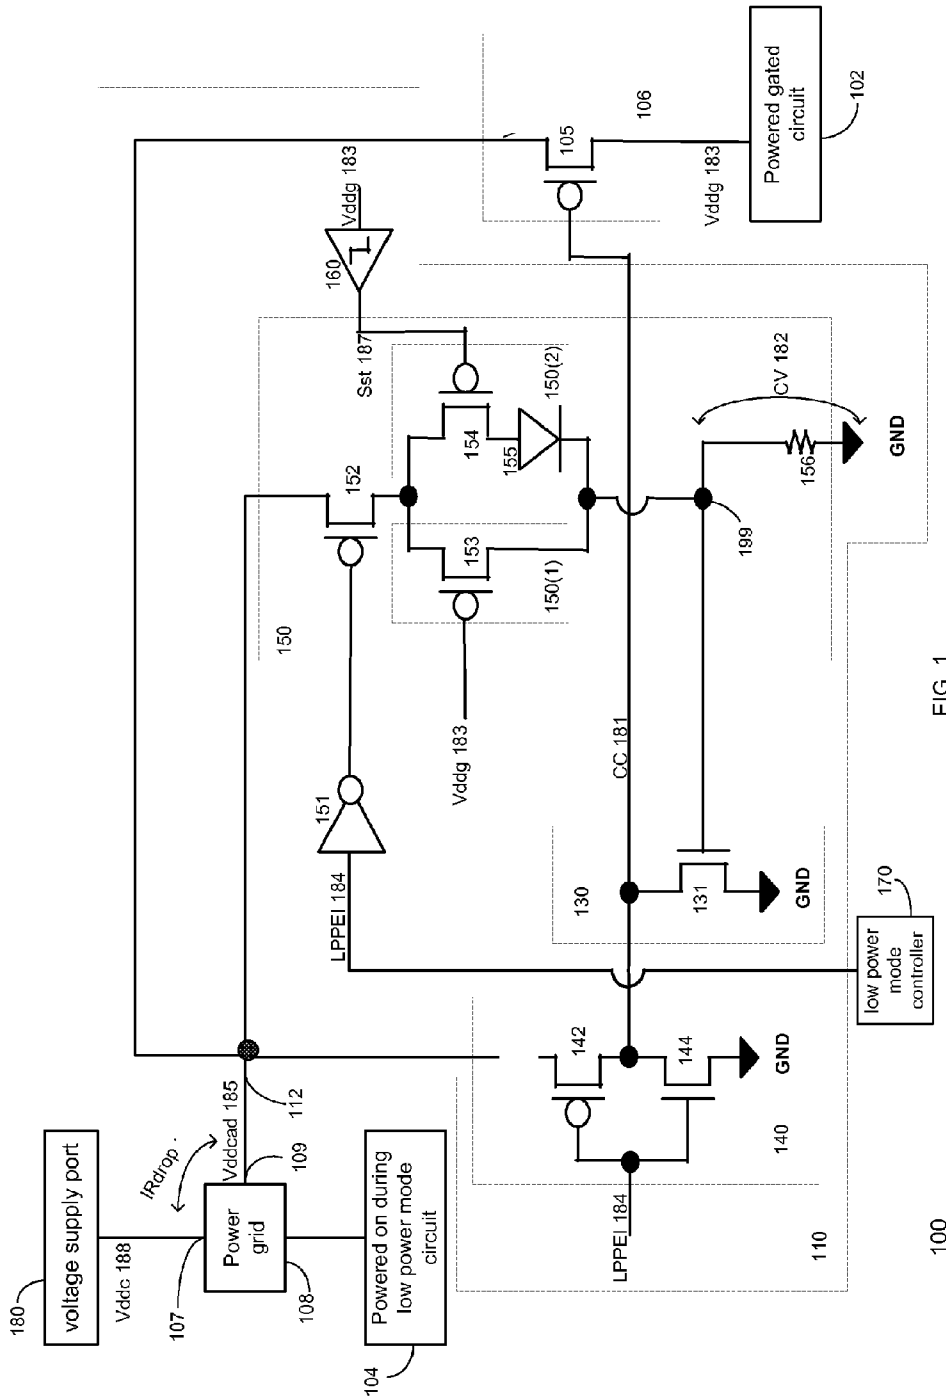 180
voltage supply port
Vddc 188
IRdrop
107
Power
grid
108
109
Vddcad 185
112
Powered on during
low power mode
circuit
104
LPPEI 184
151
150
152
Vddg 183
160
Sst 187
153
150(1)
154
155
150(2)
Vddg 183
105
106
Vddg 183
Powered gated
circuit
102
CC 181
CV 182
156
GND
199
130
131
GND
LPPEI 184
142
144
140
GND
110
low power
mode
controller
170
100
FIG. 1